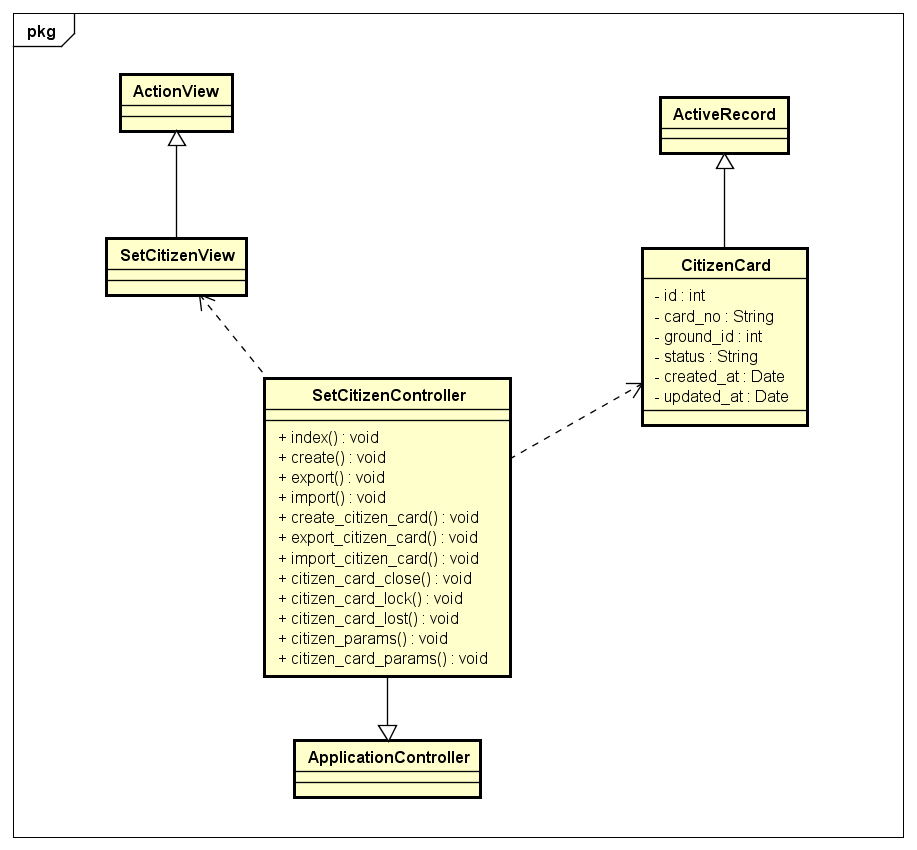 pkg
ActionView
ActiveRecord
SetCitizenView
CitizenCard
- id : int
- card_no : String
- ground_id : int
- status : String
- created_at : Date
- updated_at : Date
SetCitizenController
+ index() : void
+ create() : void
+ export() : void
+ import() : void
+ create_citizen_card() : void
+ export_citizen_card() : void
+ import_citizen_card() : void
+ citizen_card_close() : void
+ citizen_card_lock() : void
+ citizen_card_lost() : void
+ citizen_params() : void
+ citizen_card_params() : void
ApplicationController